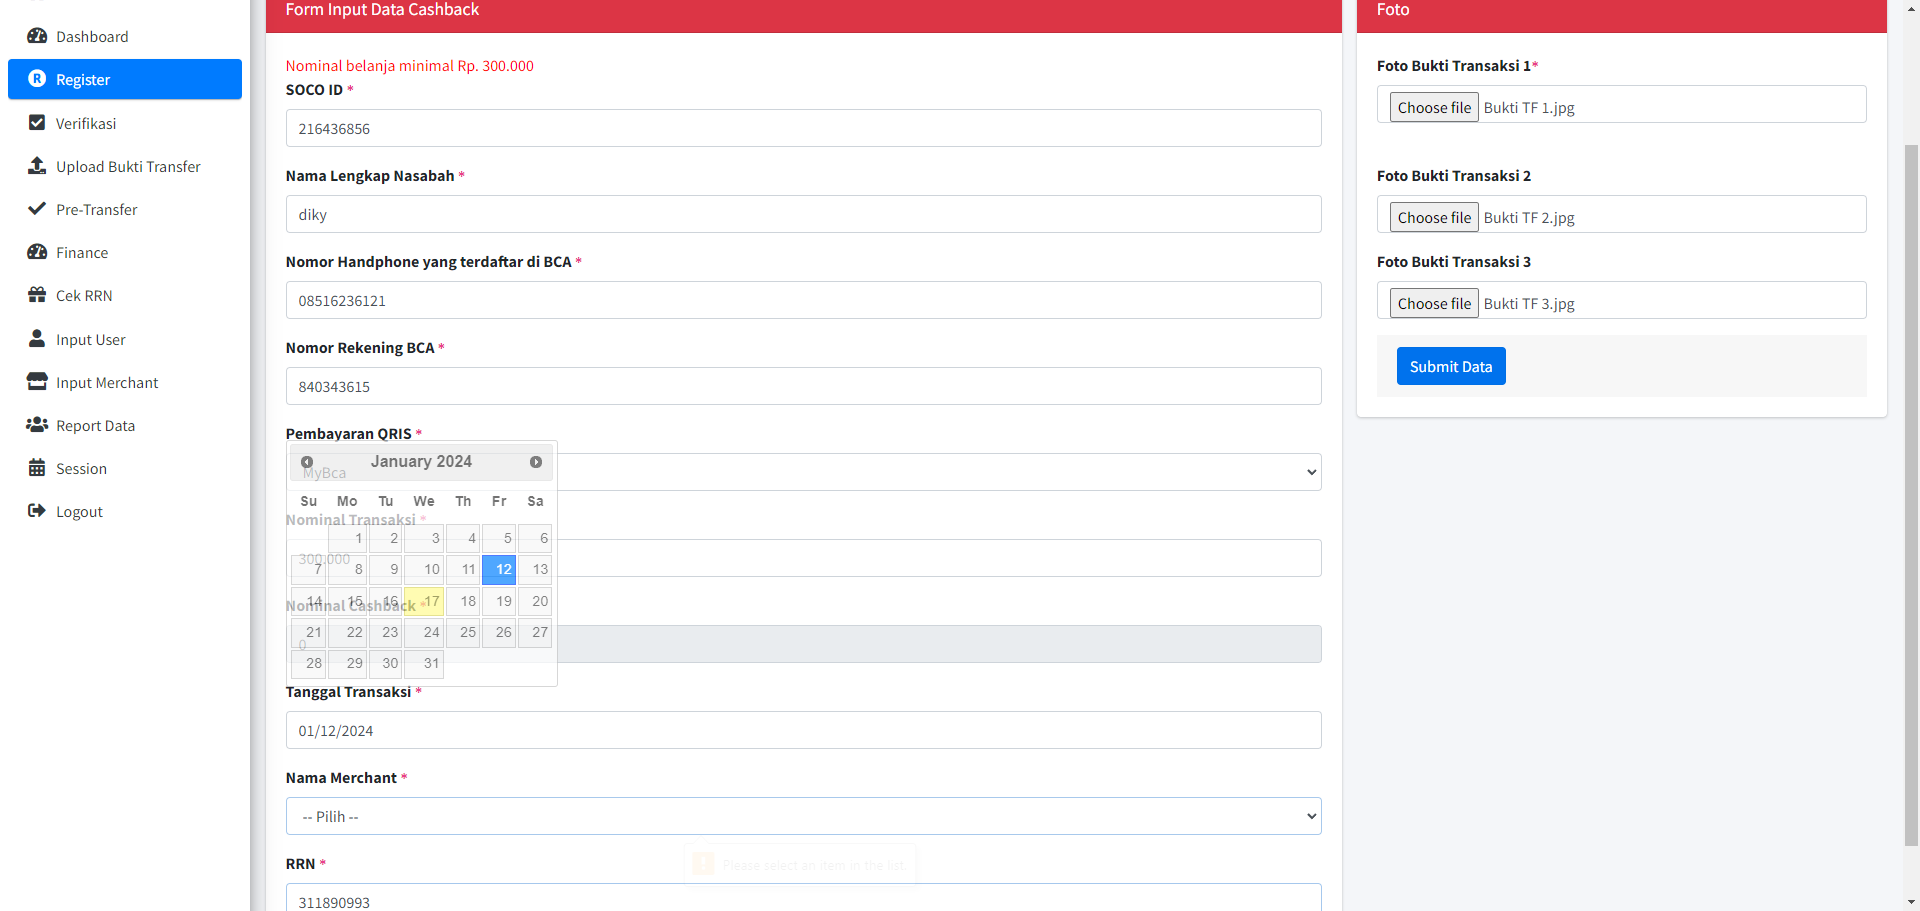 Dashboard
Register
Verifikasi
Upload Bukti Transfer
Pre-Transfer
Finance
Cek RRN
Input User
Input Merchant
Report Data
Session
Logout
Form Input Data Cashback
Nominal belanja minimal Rp. 300.000
SOCO ID *
216436856
Nama Lengkap Nasabah *
diky
Nomor Handphone yang terdaftar di BCA *
08516236121
Nomor Rekening BCA *
840343615
Pembayaran QRIS *
MyBca
January 2024
Su Mo Tu We Th Fr Sa
1 2 3 4 5 6
7 8 9 10 11 12 13
14 15 16 17 18 19 20
21 22 23 24 25 26 27
28 29 30 31
Nominal Transaksi *
300.000
Nominal Cashback *
0
Tanggal Transaksi *
01/12/2024
Nama Merchant *
-- Pilih --
Please select an item in the list.
RRN *
311890993
Foto
Foto Bukti Transaksi 1*
Choose file Bukti TF 1.jpg
Foto Bukti Transaksi 2
Choose file Bukti TF 2.jpg
Foto Bukti Transaksi 3
Choose file Bukti TF 3.jpg
Submit Data